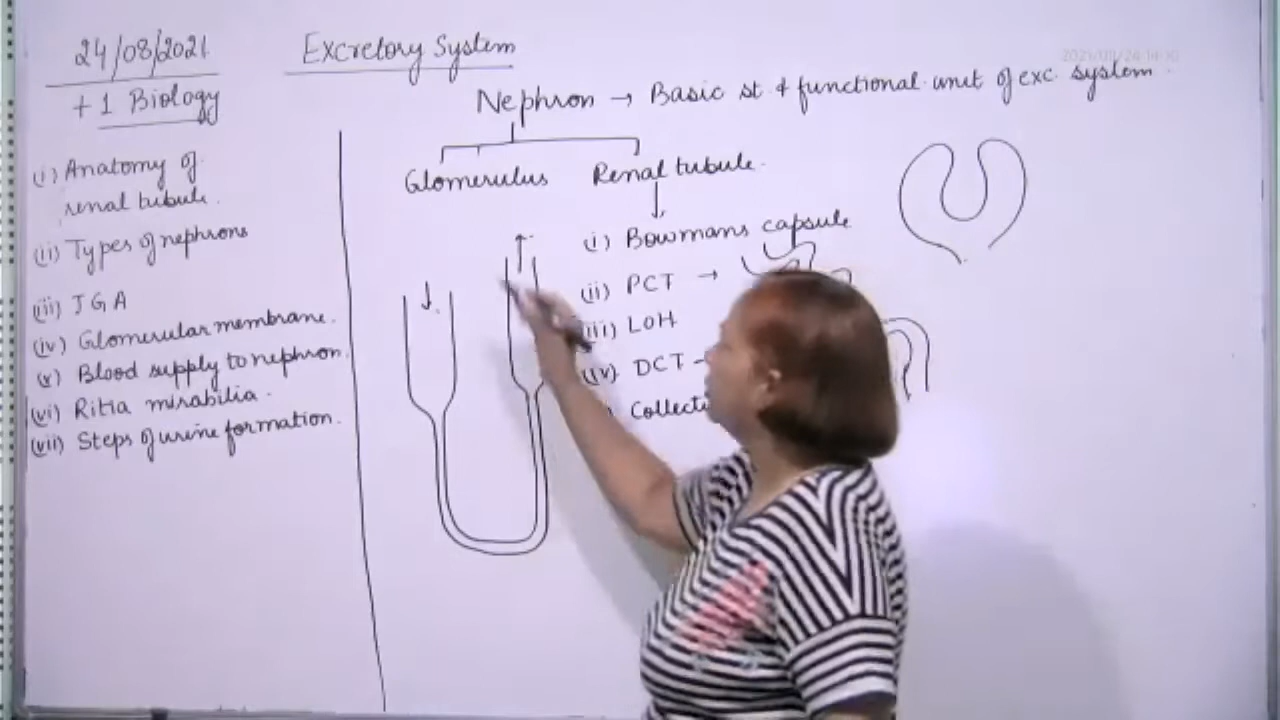 24/08/2021
+1 Biology
Excretory System
Nephron → Basic st & functional unit of exc. system.
Glomerulus
Renal tubule.
(i) Bowmans capsule
(ii) PCT →
(iii) LOH
(iv) DCT -
Collecti
(i) Anatomy of
renal tubule.
(ii) Types of nephrons
(iii) JGA
(iv) Glomerular membrane.
(v) Blood supply to nephron.
(vi) Ritia mirabilia.
(vii) Steps of urine formation.